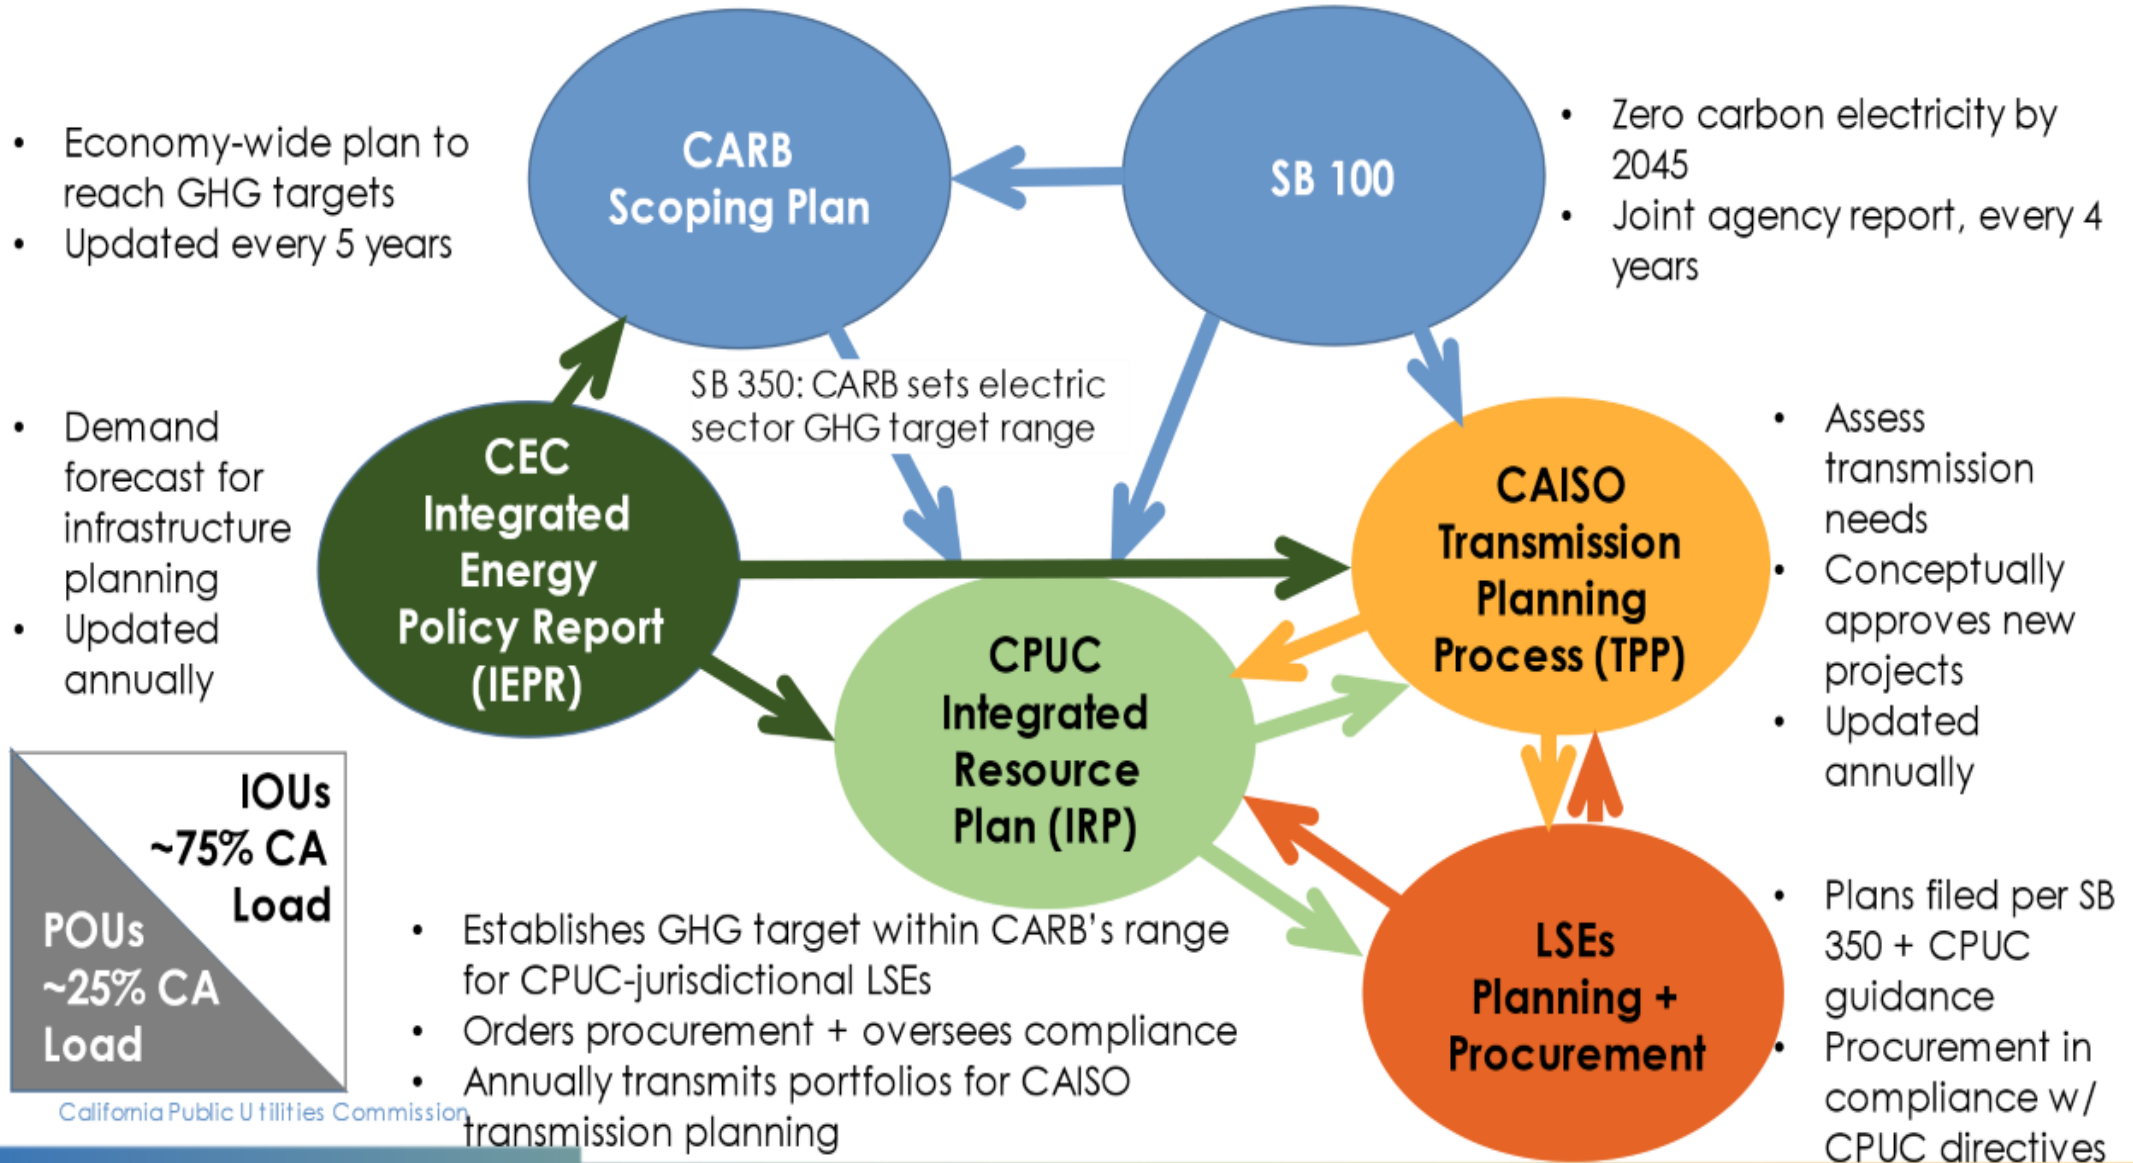 CARB
Scoping Plan
SB 100
• Economy-wide plan to
reach GHG targets
• Updated every 5 years
• Zero carbon electricity by
2045
• Joint agency report, every 4
years
SB 350: CARB sets electric
sector GHG target range
• Demand
forecast for
infrastructure
planning
• Updated
annually
CEC
Integrated
Energy
Policy Report
(IEPR)
CAISO
Transmission
Planning
Process (TPP)
• Assess
transmission
needs
• Conceptually
approves new
projects
• Updated
annually
CPUC
Integrated
Resource
Plan (IRP)
IOUs
~75% CA
Load
POUs
~25% CA
Load
• Establishes GHG target within CARB’s range
for CPUC-jurisdictional LSEs
• Orders procurement + oversees compliance
• Annually transmits portfolios for CAISO
transmission planning
LSEs
Planning +
Procurement
• Plans filed per SB
350 + CPUC
guidance
• Procurement in
compliance w/
CPUC directives
California Public Utilities Commission